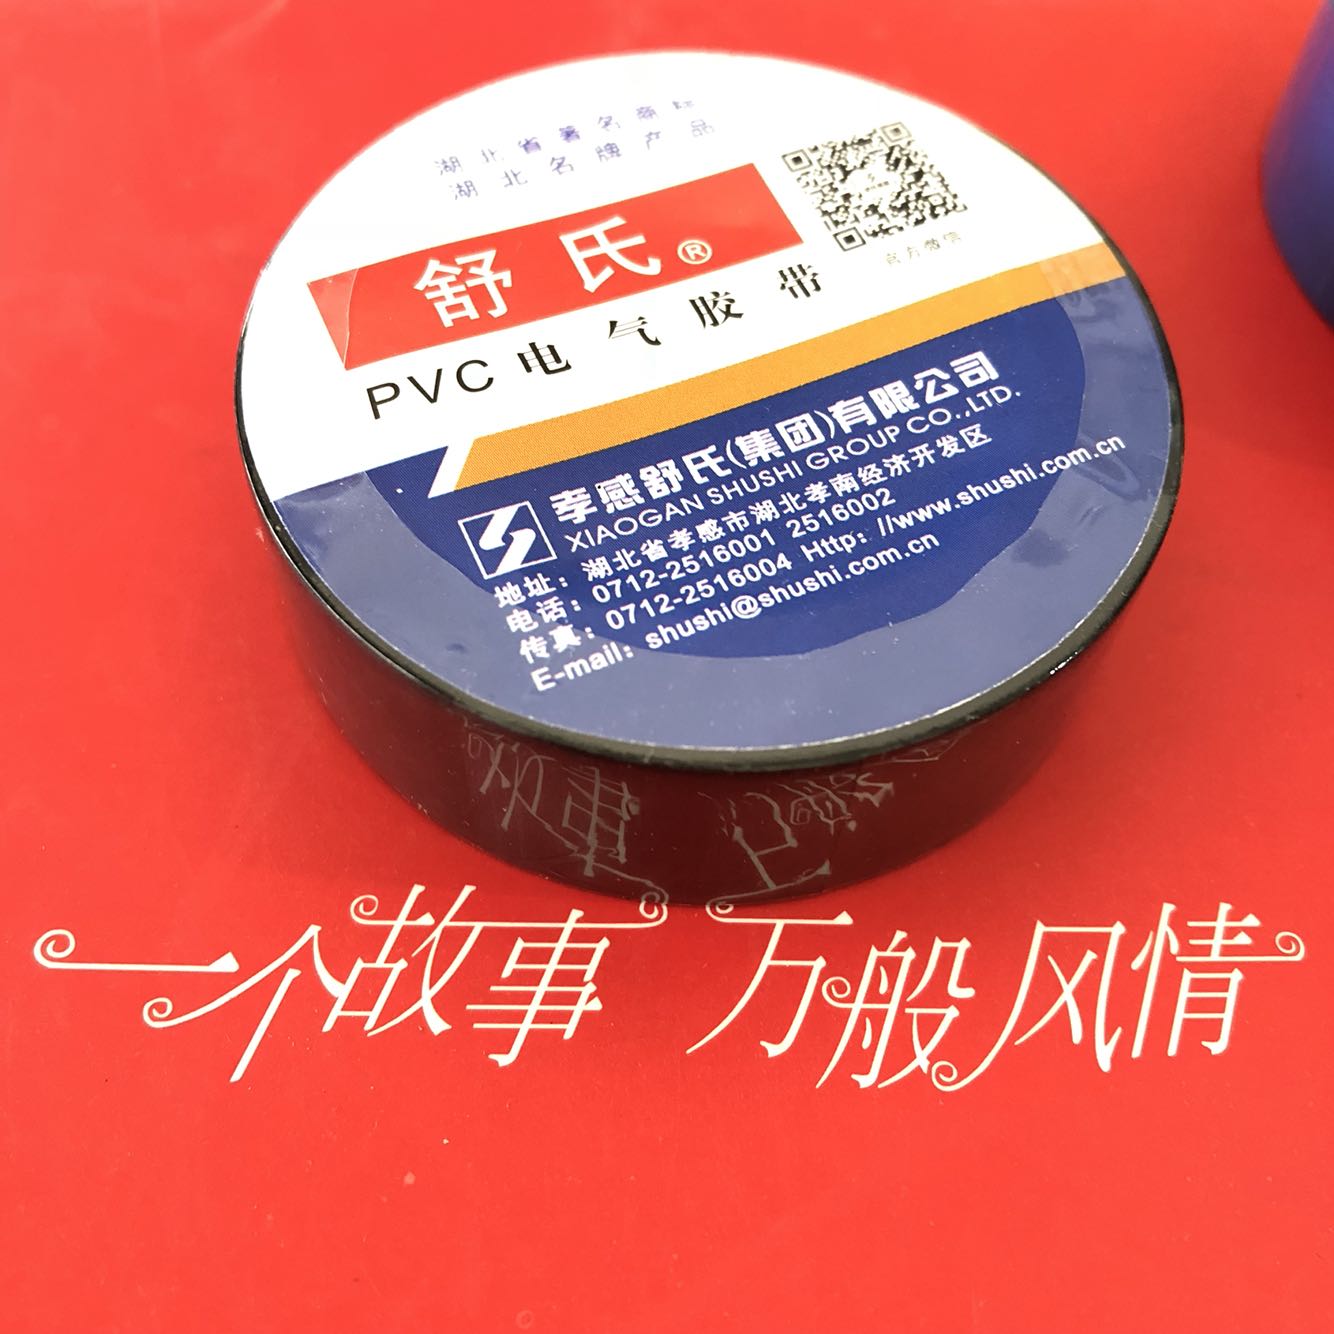 湖北省著名商标
湖北名牌产品
舒氏®
官方微信
PVC电气胶带
孝感舒氏(集团)有限公司
XIAOGAN SHUSHI GROUP CO.,LTD.
地址：湖北省孝感市湖北孝南经济开发区
电话：0712-2516001 2516002
传真：0712-2516004 Http：//www.shushi.com.cn
E-mail：shushi@shushi.com.cn
一个故事 万般风情